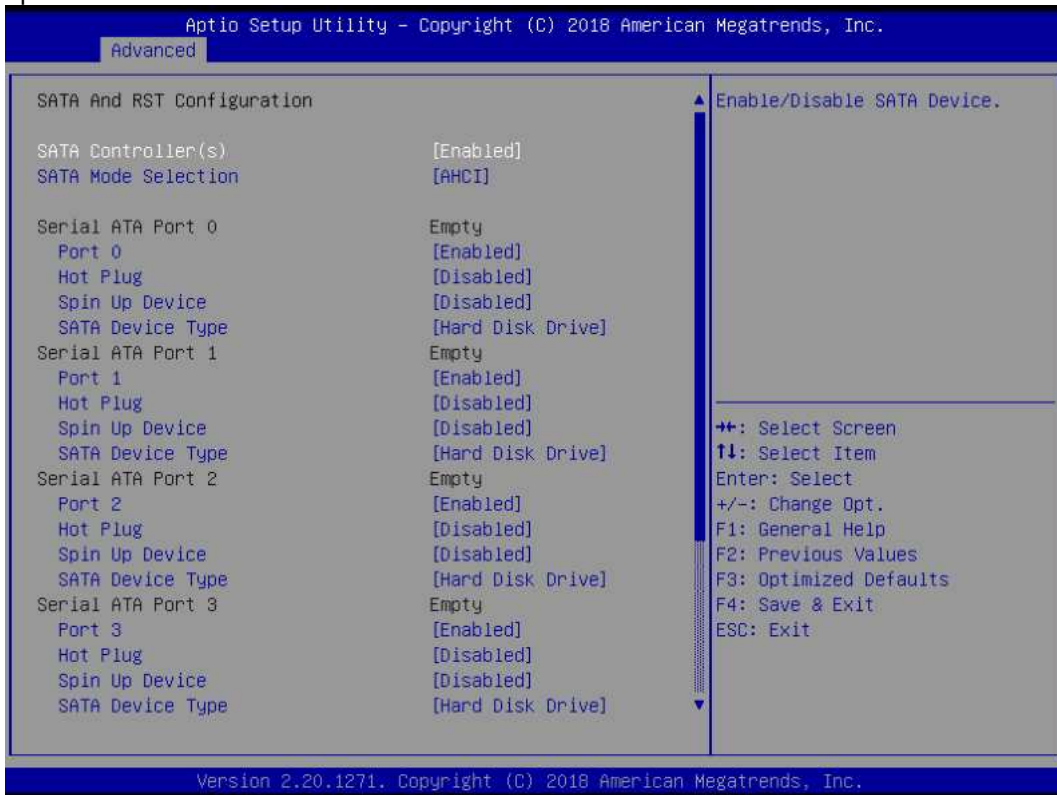 Aptio Setup Utility – Copyright (C) 2018 American Megatrends, Inc.
Advanced
SATA And RST Configuration
SATA Controller(s) [Enabled]
SATA Mode Selection [AHCI]
Serial ATA Port 0 Empty
Port 0 [Enabled]
Hot Plug [Disabled]
Spin Up Device [Disabled]
SATA Device Type [Hard Disk Drive]
Serial ATA Port 1 Empty
Port 1 [Enabled]
Hot Plug [Disabled]
Spin Up Device [Disabled]
SATA Device Type [Hard Disk Drive]
Serial ATA Port 2 Empty
Port 2 [Enabled]
Hot Plug [Disabled]
Spin Up Device [Disabled]
SATA Device Type [Hard Disk Drive]
Serial ATA Port 3 Empty
Port 3 [Enabled]
Hot Plug [Disabled]
Spin Up Device [Disabled]
SATA Device Type [Hard Disk Drive]
Enable/Disable SATA Device.
→←: Select Screen
↑↓: Select Item
Enter: Select
+/-: Change Opt.
F1: General Help
F2: Previous Values
F3: Optimized Defaults
F4: Save & Exit
ESC: Exit
Version 2.20.1271. Copyright (C) 2018 American Megatrends, Inc.